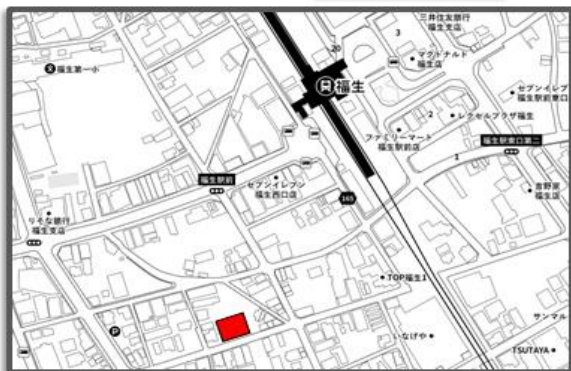 三井住友銀行
福生支店
20
3
マクドナルド
福生店
福生第一小
福生
セブンイレブン
福生駅前東口
2
レクセルプラザ福生
ファミリーマート
福生駅前店
福生駅東口第二
1
福生駅前
セブンイレブン
福生西口店
165
吉野家
福生店
りそな銀行
福生支店
TOP福生1
P
いなげや
サンマル
TSUTAYA